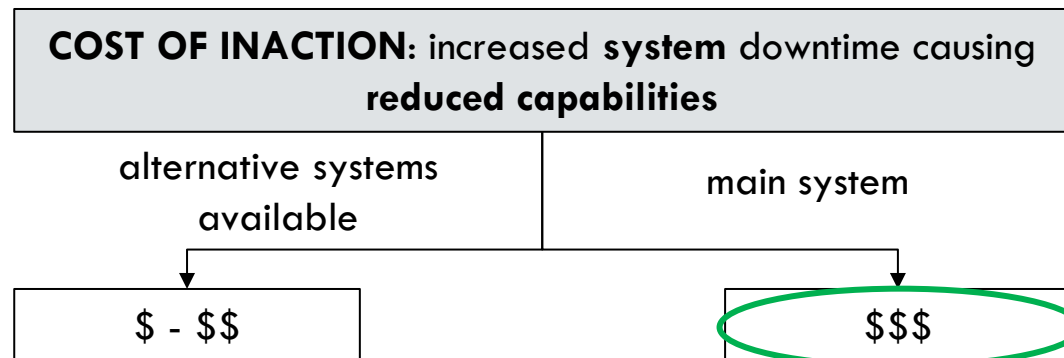 COST OF INACTION: increased system downtime causing
reduced capabilities
alternative systems
available
main system
$ - $$
$$$